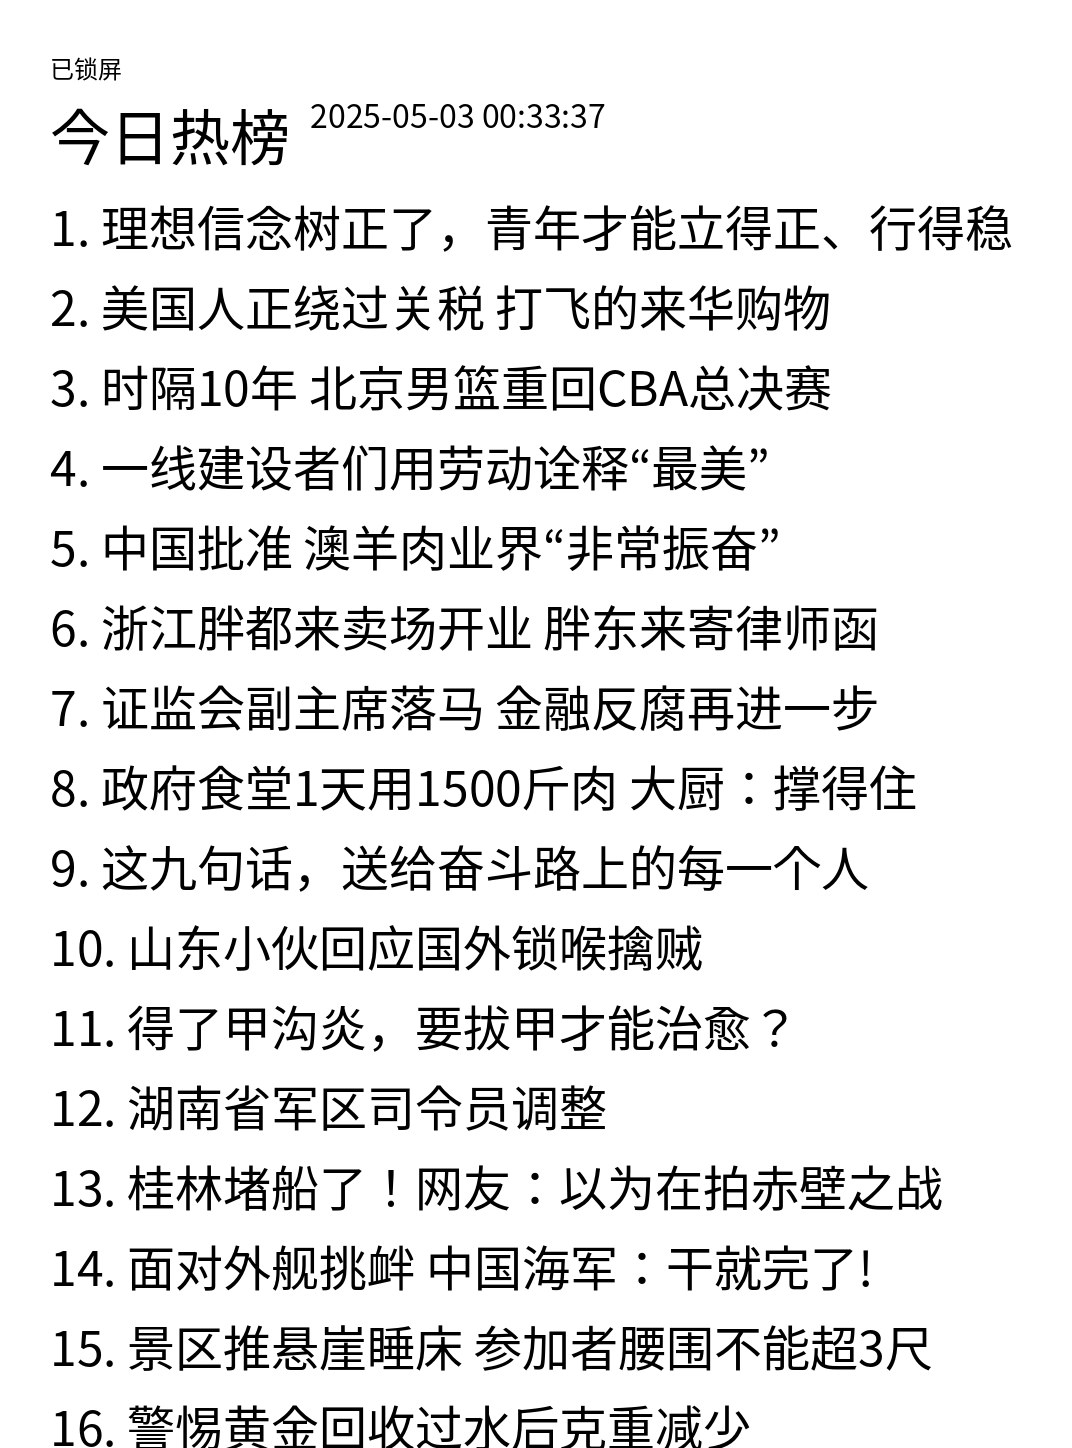 已锁屏
今日热榜 2025-05-03 00:33:37
1. 理想信念树正了，青年才能立得正、行得稳
2. 美国人正绕过关税 打飞的来华购物
3. 时隔10年 北京男篮重回CBA总决赛
4. 一线建设者们用劳动诠释“最美”
5. 中国批准 澳羊肉业界“非常振奋”
6. 浙江胖都来卖场开业 胖东来寄律师函
7. 证监会副主席落马 金融反腐再进一步
8. 政府食堂1天用1500斤肉 大厨：撑得住
9. 这九句话，送给奋斗路上的每一个人
10. 山东小伙回应国外锁喉擒贼
11. 得了甲沟炎，要拔甲才能治愈？
12. 湖南省军区司令员调整
13. 桂林堵船了！网友：以为在拍赤壁之战
14. 面对外舰挑衅 中国海军：干就完了!
15. 景区推悬崖睡床 参加者腰围不能超3尺
16. 警惕黄金回收过水后克重减少